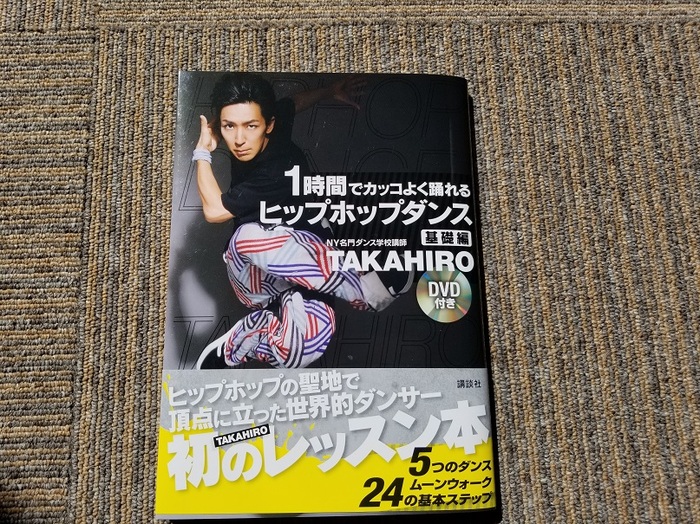 1時間でカッコよく踊れる
ヒップホップダンス
基礎編
NY名門ダンス学校講師
TAKAHIRO
DVD
付き
講談社
ヒップホップの聖地で
頂点に立った世界的ダンサー
TAKAHIRO
初のレッスン本
5つのダンス
ムーンウォーク
24の基本ステップ